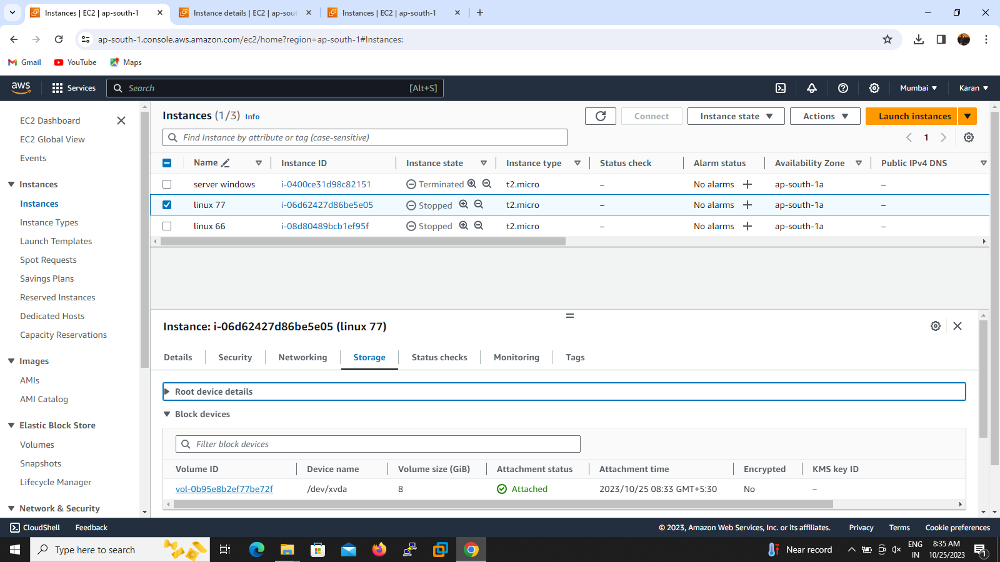 Instances | EC2 | ap-south-1
Instance details | EC2 | ap-sout
Instances | EC2 | ap-south-1
ap-south-1.console.aws.amazon.com/ec2/home?region=ap-south-1#Instances:
Gmail YouTube Maps
aws Services Search [Alt+S] Mumbai Karan
EC2 Dashboard
EC2 Global View
Events
Instances
Instances
Instance Types
Launch Templates
Spot Requests
Savings Plans
Reserved Instances
Dedicated Hosts
Capacity Reservations
Images
AMIs
AMI Catalog
Elastic Block Store
Volumes
Snapshots
Lifecycle Manager
Network & Security
Instances (1/3) Info
Connect Instance state Actions Launch instances
Find Instance by attribute or tag (case-sensitive) 1
Name Instance ID Instance state Instance type Status check Alarm status Availability Zone Public IPv4 DNS
server windows i-0400ce31d98c82151 Terminated t2.micro – No alarms ap-south-1a –
linux 77 i-06d62427d86be5e05 Stopped t2.micro – No alarms ap-south-1a –
linux 66 i-08d80489bcb1ef95f Stopped t2.micro – No alarms ap-south-1a –
Instance: i-06d62427d86be5e05 (linux 77)
Details Security Networking Storage Status checks Monitoring Tags
Root device details
Block devices
Filter block devices
Volume ID Device name Volume size (GiB) Attachment status Attachment time Encrypted KMS key ID
vol-0b95e8b2ef77be72f /dev/xvda 8 Attached 2023/10/25 08:33 GMT+5:30 No –
CloudShell Feedback © 2023, Amazon Web Services, Inc. or its affiliates. Privacy Terms Cookie preferences
Type here to search Near record
ENG
IN
8:35 AM
10/25/2023
1